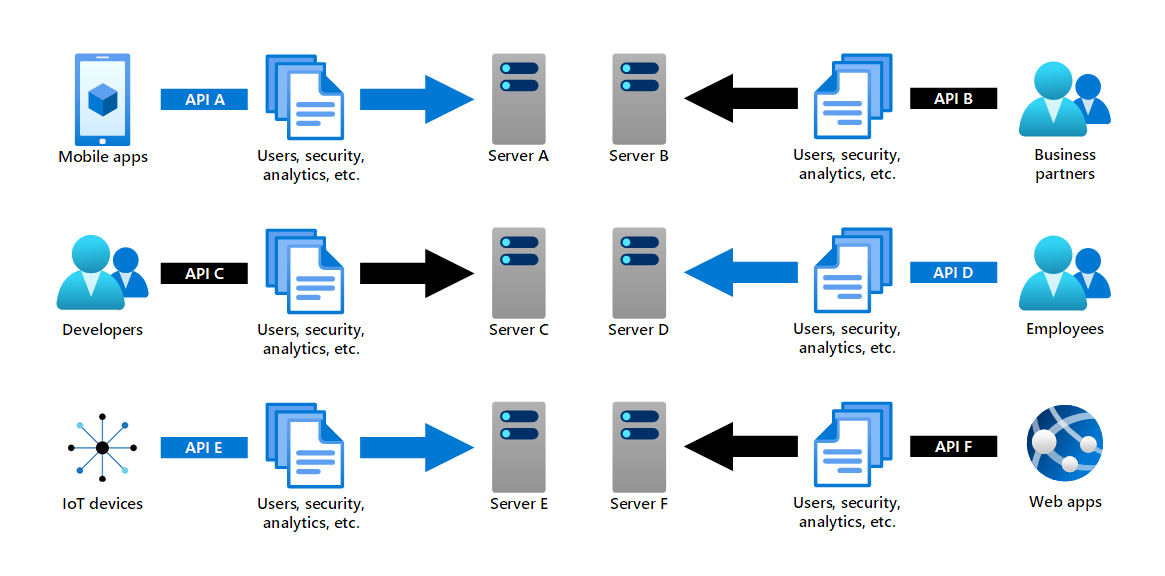 API A
API B
Mobile apps
Users, security,
analytics, etc.
Server A
Server B
Users, security,
analytics, etc.
Business
partners
API C
API D
Developers
Users, security,
analytics, etc.
Server C
Server D
Users, security,
analytics, etc.
Employees
API E
API F
IoT devices
Users, security,
analytics, etc.
Server E
Server F
Users, security,
analytics, etc.
Web apps